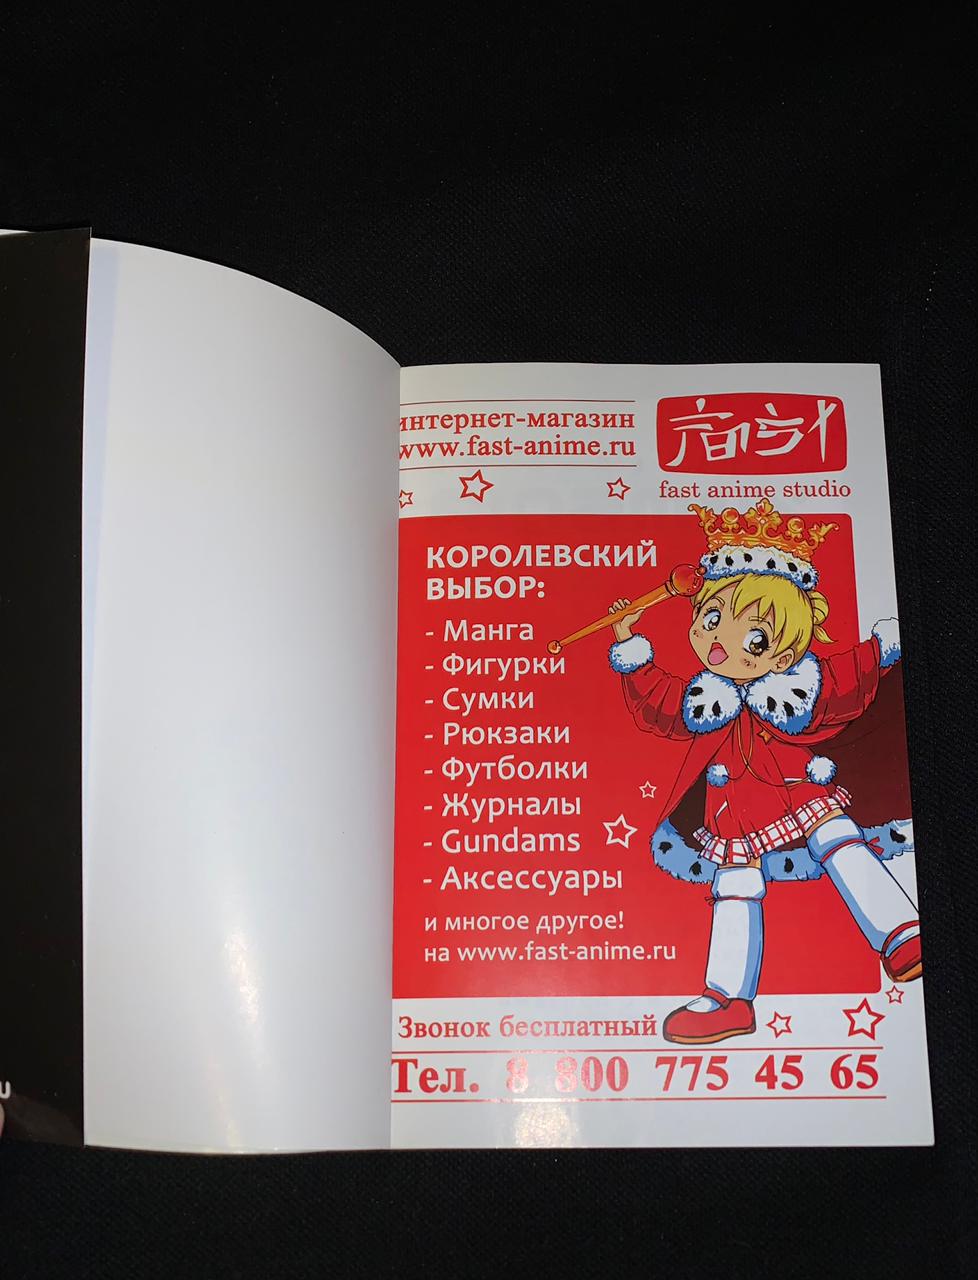 интернет-магазин
www.fast-anime.ru
fast
fast anime studio
КОРОЛЕВСКИЙ
ВЫБОР:
- Манга
- Фигурки
- Сумки
- Рюкзаки
- Футболки
- Журналы
- Gundams
- Аксессуары
и многое другое!
на www.fast-anime.ru
Звонок бесплатный
Тел. 8 800 775 45 65